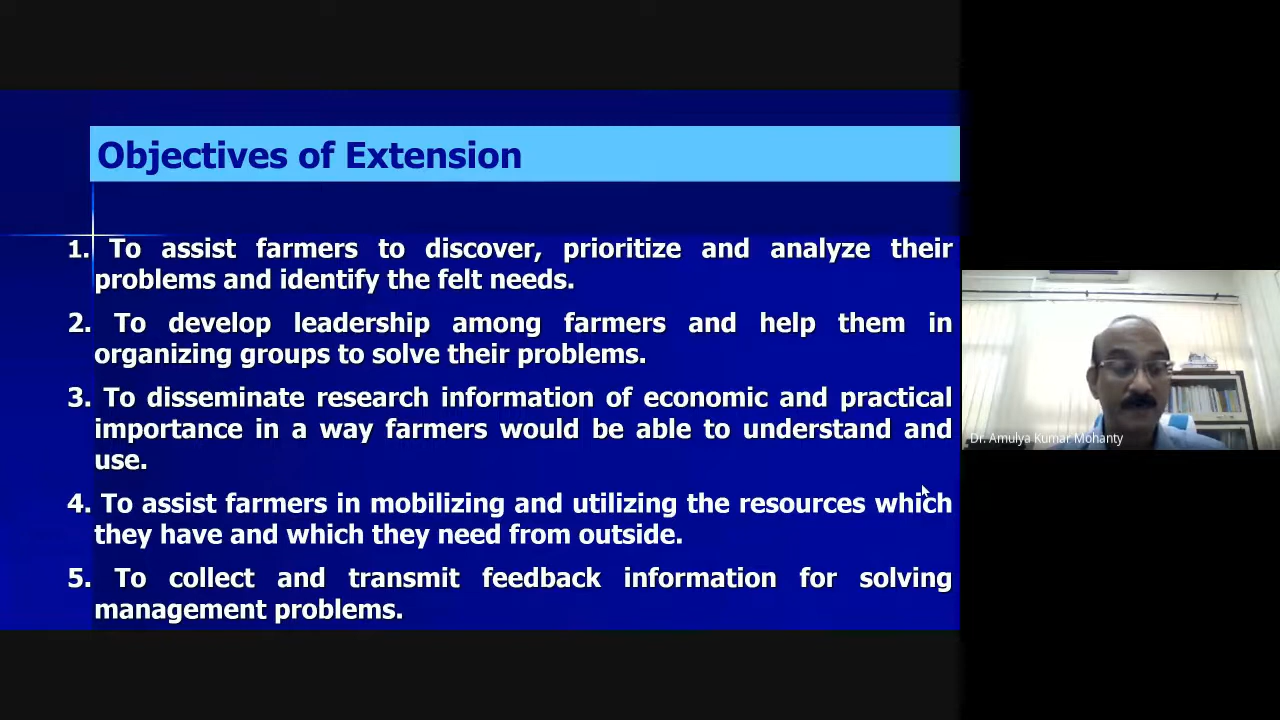 Objectives of Extension
1. To assist farmers to discover, prioritize and analyze their
problems and identify the felt needs.
2. To develop leadership among farmers and help them in
organizing groups to solve their problems.
3. To disseminate research information of economic and practical
importance in a way farmers would be able to understand and
use.
4. To assist farmers in mobilizing and utilizing the resources which
they have and which they need from outside.
5. To collect and transmit feedback information for solving
management problems.
Dr. Amulya Kumar Mohanty